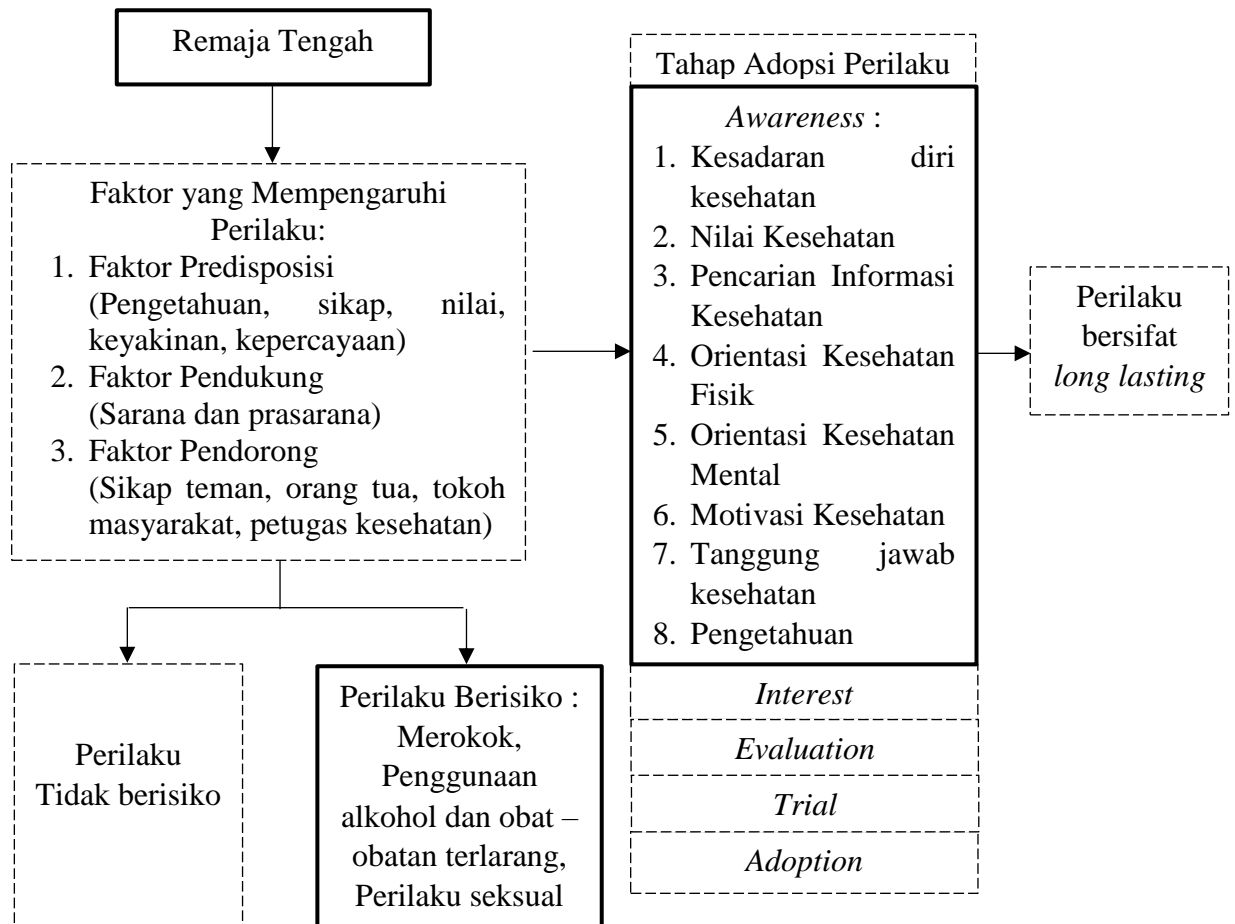 Remaja Tengah
Faktor yang Mempengaruhi
Perilaku:
1. Faktor Predisposisi
(Pengetahuan, sikap, nilai,
keyakinan, kepercayaan)
2. Faktor Pendukung
(Sarana dan prasarana)
3. Faktor Pendorong
(Sikap teman, orang tua, tokoh
masyarakat, petugas kesehatan)
Perilaku
Tidak berisiko
Perilaku Berisiko :
Merokok,
Penggunaan
alkohol dan obat –
obatan terlarang,
Perilaku seksual
Tahap Adopsi Perilaku
Awareness :
1. Kesadaran diri
kesehatan
2. Nilai Kesehatan
3. Pencarian Informasi
Kesehatan
4. Orientasi Kesehatan
Fisik
5. Orientasi Kesehatan
Mental
6. Motivasi Kesehatan
7. Tanggung jawab
kesehatan
8. Pengetahuan
Interest
Evaluation
Trial
Adoption
Perilaku
bersifat
long lasting